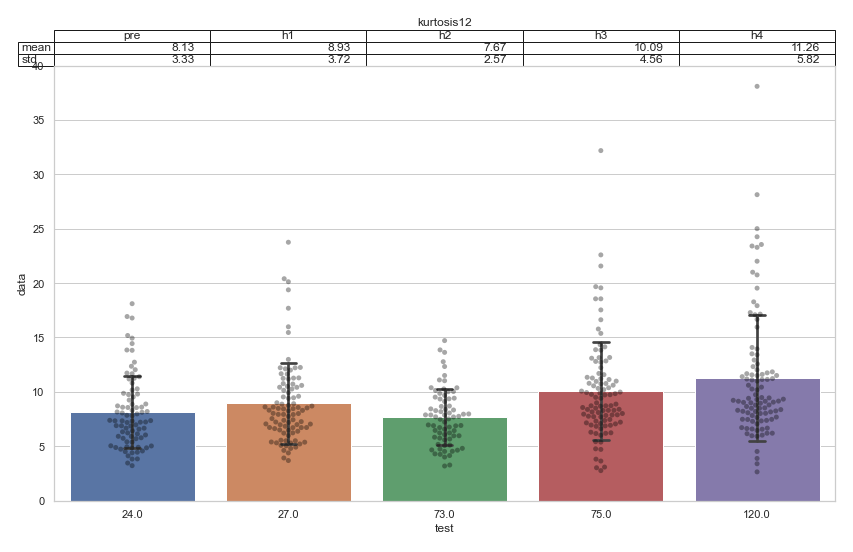 kurtosis12
pre h1 h2 h3 h4
mean 8.13 8.93 7.67 10.09 11.26
std 3.33 3.72 2.57 4.56 5.82
40
35
30
25
20
15
10
5
0
data
24.0 27.0 73.0 75.0 120.0
test